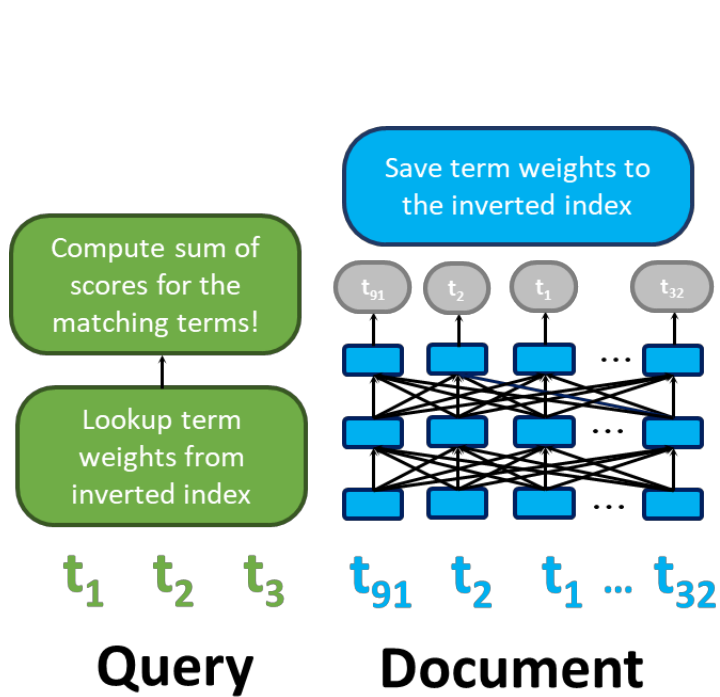 Compute sum of
scores for the
matching terms!
Lookup term
weights from
inverted index
t1 t2 t3
Query
Save term weights to
the inverted index
t91 t2 t1 t32
...
...
...
t91 t2 t1 ... t32
Document